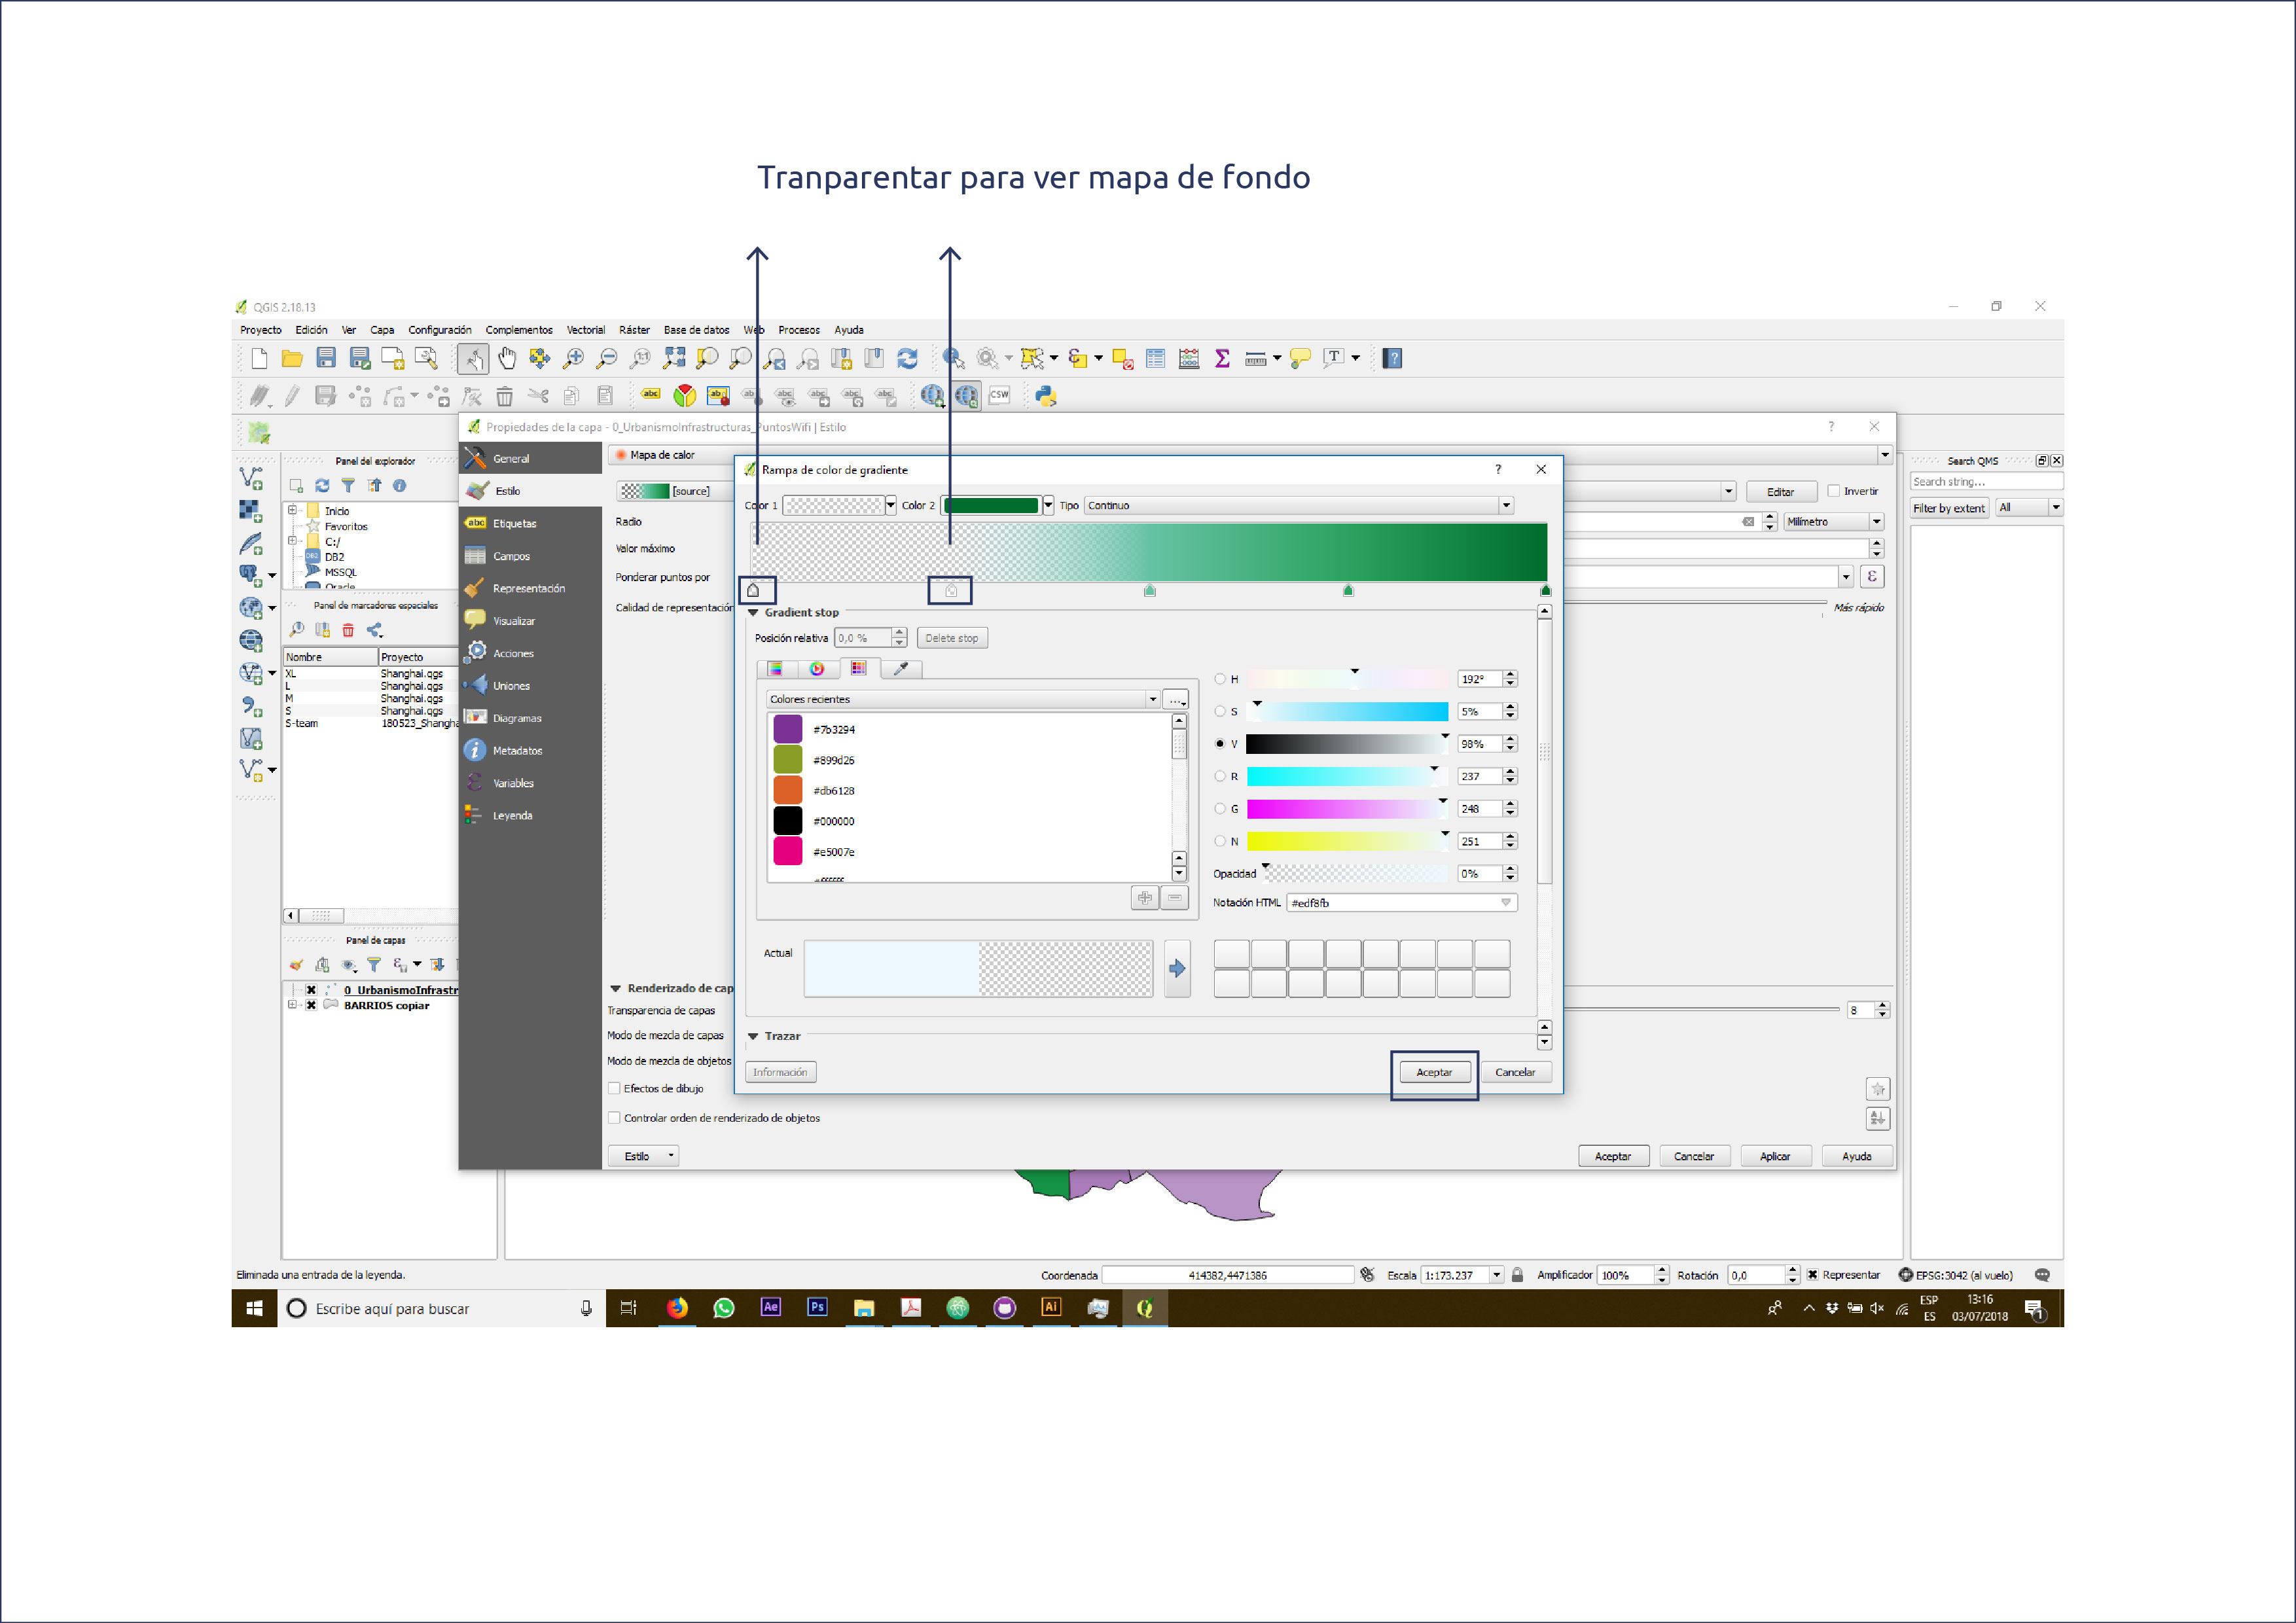 Tranparentar para ver mapa de fondo
QGIS 2.18.13
Proyecto Edición Ver Capa Configuración Complementos Vectorial Ráster Base de datos Web Procesos Ayuda
CSW
Propiedades de la capa - 0_UrbanismoInfrastructuras_PuntosWifi | Estilo
General
Estilo
Etiquetas
Campos
Representación
Visualizar
Acciones
Uniones
Diagramas
Metadatos
Variables
Leyenda
Mapa de calor
[source]
Editar
Invertir
Radio
Milímetro
Valor máximo
Ponderar puntos por
Calidad de representación
Más rápido
Rampa de color de gradiente
Color 1
Color 2
Tipo Continuo
Gradient stop
Posición relativa 0,0 %
Delete stop
Colores recientes
#7b3294
#899d26
#db6128
#000000
#e5007e
#ffffff
H 192°
S 5%
V 98%
R 237
G 248
N 251
Opacidad 0%
Notación HTML #edf8fb
Actual
Trazar
Información
Aceptar
Cancelar
Renderizado de cap
Transparencia de capas
8
Modo de mezcla de capas
Modo de mezcla de objetos
Efectos de dibujo
Controlar orden de renderizado de objetos
Estilo
Aceptar Cancelar Aplicar Ayuda
Panel del explorador
Inicio
Favoritos
C:/
DB2
MSSQL
Oracle
Panel de marcadores espaciales
Nombre Proyecto
XL Shanghai.qgs
L Shanghai.qgs
M Shanghai.qgs
S Shanghai.qgs
S-team 180523_Shangha
Panel de capas
0_UrbanismoInfrastr
BARRIOS copiar
Search QMS
Search string...
Filter by extent All
Eliminada una entrada de la leyenda.
Coordenada 414382,4471386 Escala 1:173.237 Amplificador 100% Rotación 0,0 Representar EPSG:3042 (al vuelo)
Escribe aquí para buscar
Ae Ps Ai
ESP
ES
13:16
03/07/2018
1